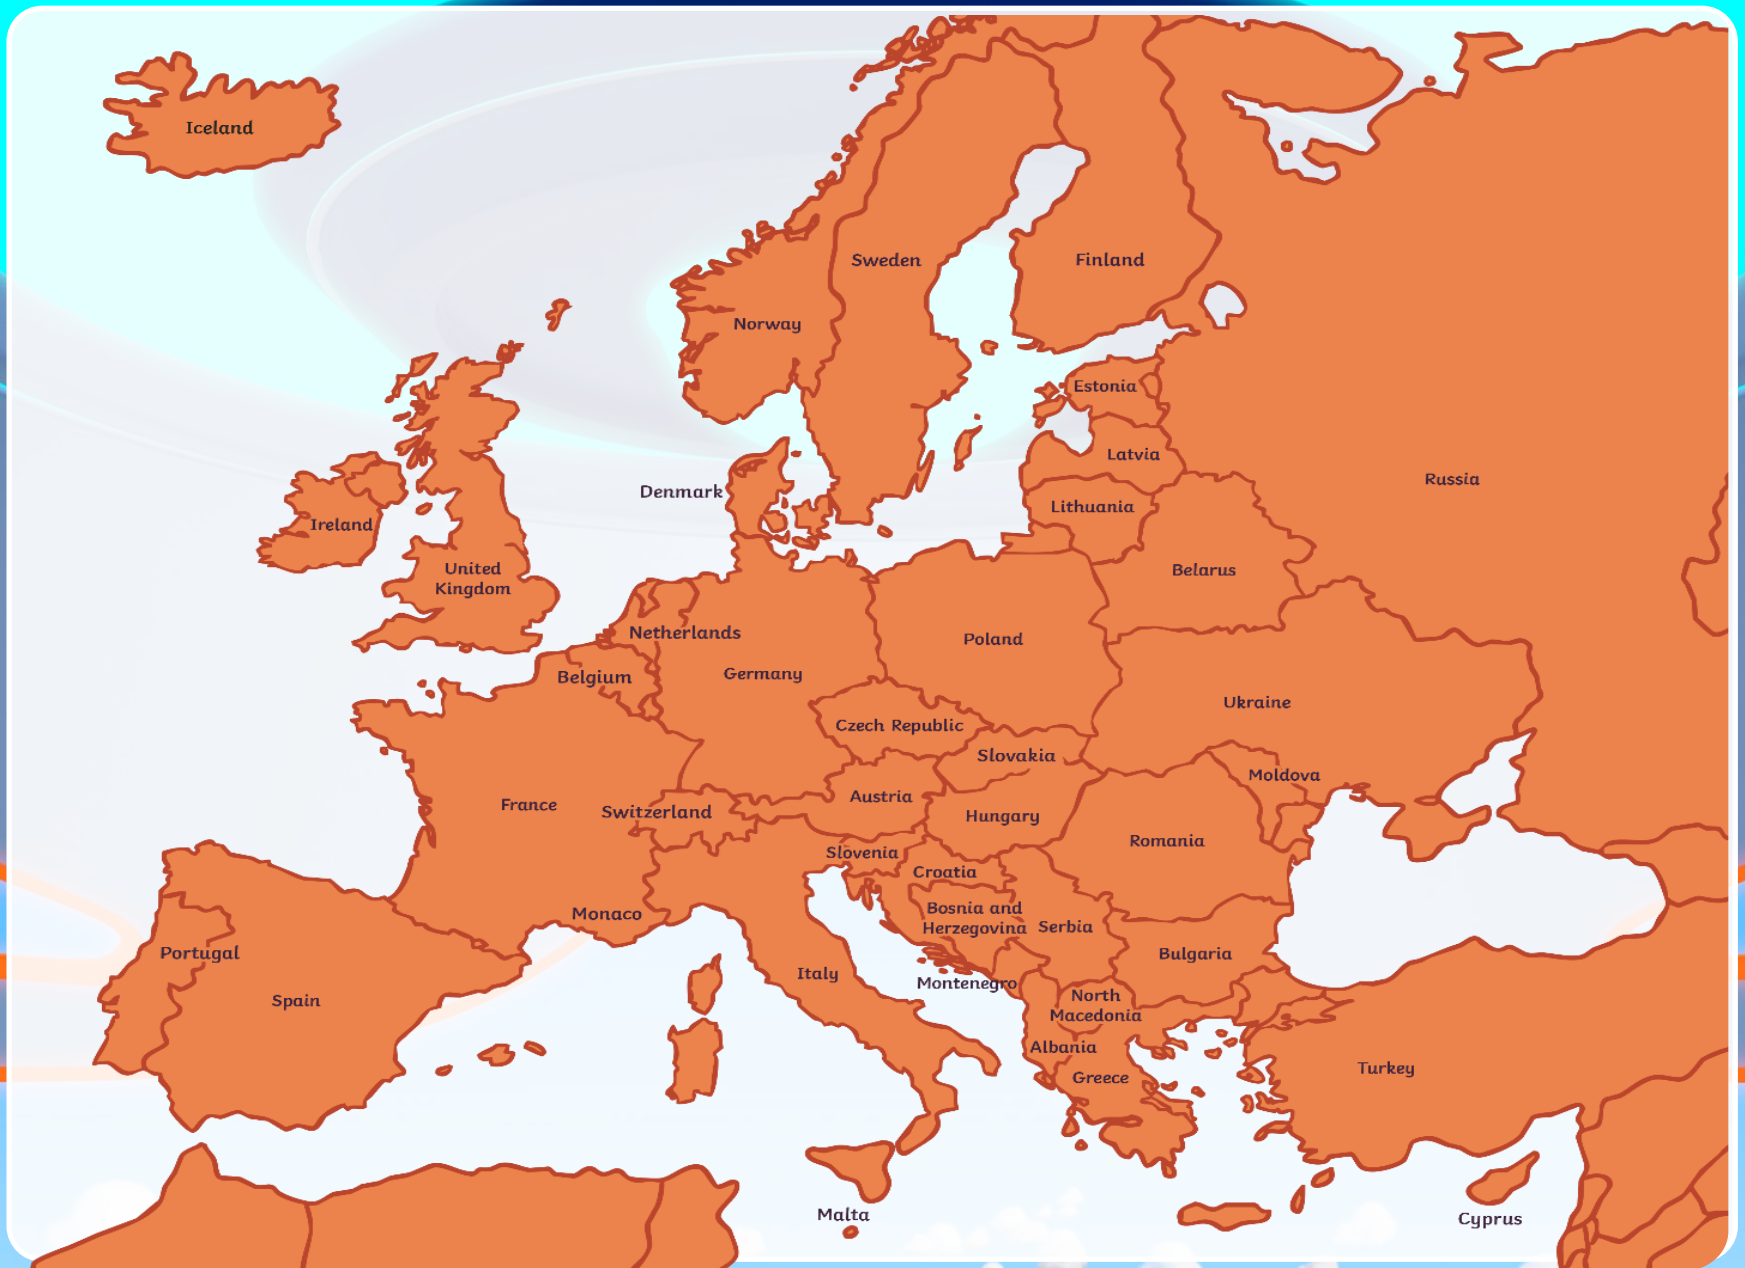 Iceland
Sweden
Finland
Norway
Estonia
Latvia
Russia
Denmark
Lithuania
Ireland
United
Kingdom
Belarus
Netherlands
Poland
Belgium
Germany
Ukraine
Czech Republic
Slovakia
Moldova
Austria
France
Switzerland
Hungary
Romania
Slovenia
Croatia
Bosnia and
Herzegovina
Monaco
Serbia
Portugal
Bulgaria
Italy
Montenegro
Spain
North
Macedonia
Albania
Turkey
Greece
Malta
Cyprus